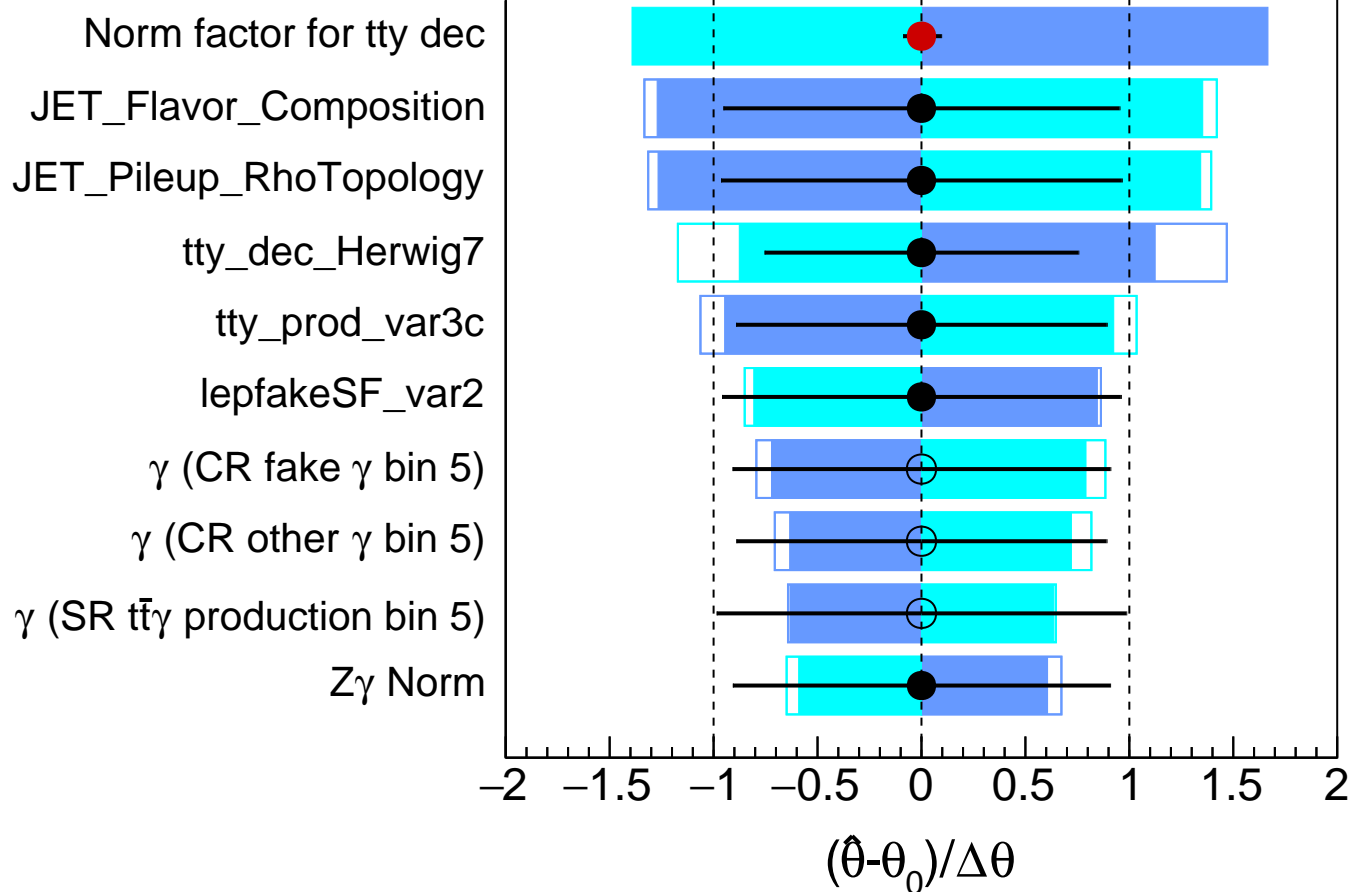 Norm factor for tty dec
JET_Flavor_Composition
JET_Pileup_RhoTopology
tty_dec_Herwig7
tty_prod_var3c
lepfakeSF_var2
γ (CR fake γ bin 5)
γ (CR other γ bin 5)
γ (SR tt̄γ production bin 5)
Zγ Norm
−2 −1.5 −1 −0.5 0 0.5 1 1.5 2
(θ̂-θ₀)/Δθ